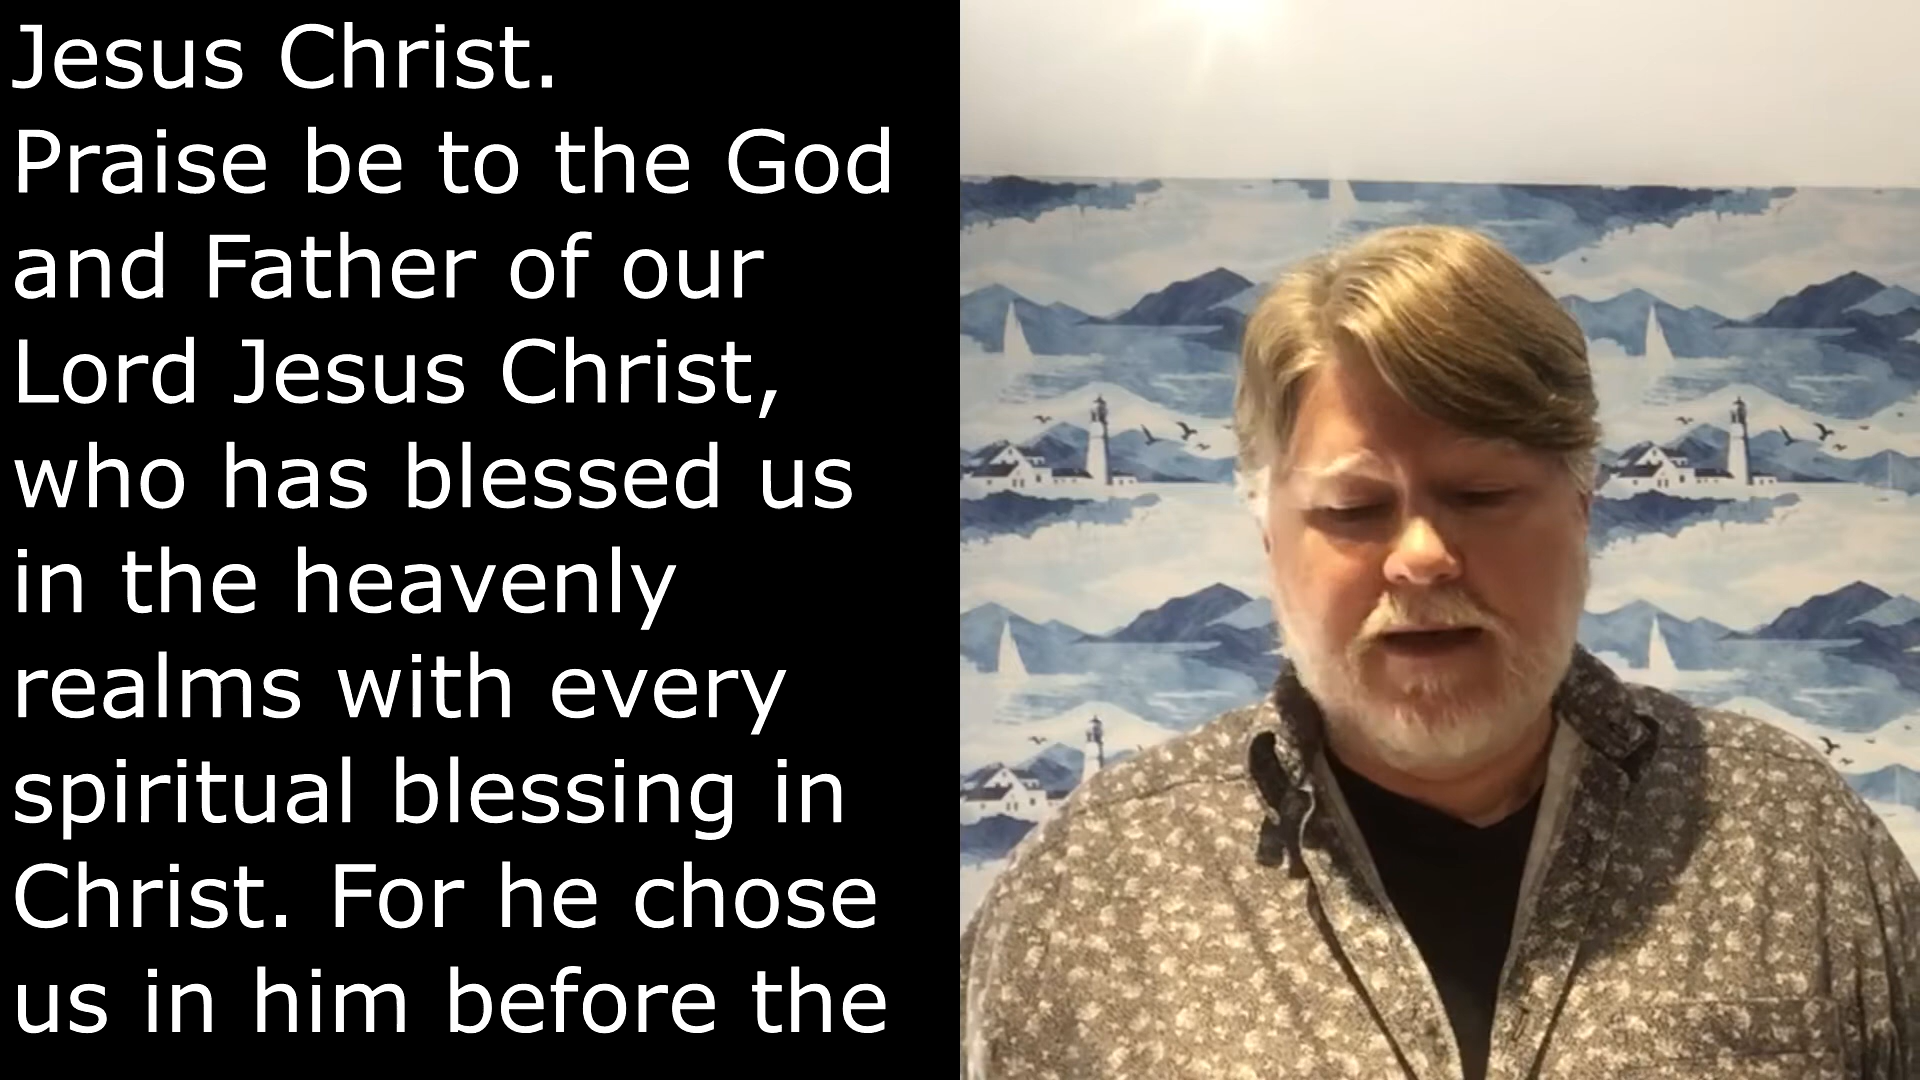 Jesus Christ.
Praise be to the God
and Father of our
Lord Jesus Christ,
who has blessed us
in the heavenly
realms with every
spiritual blessing in
Christ. For he chose
us in him before the